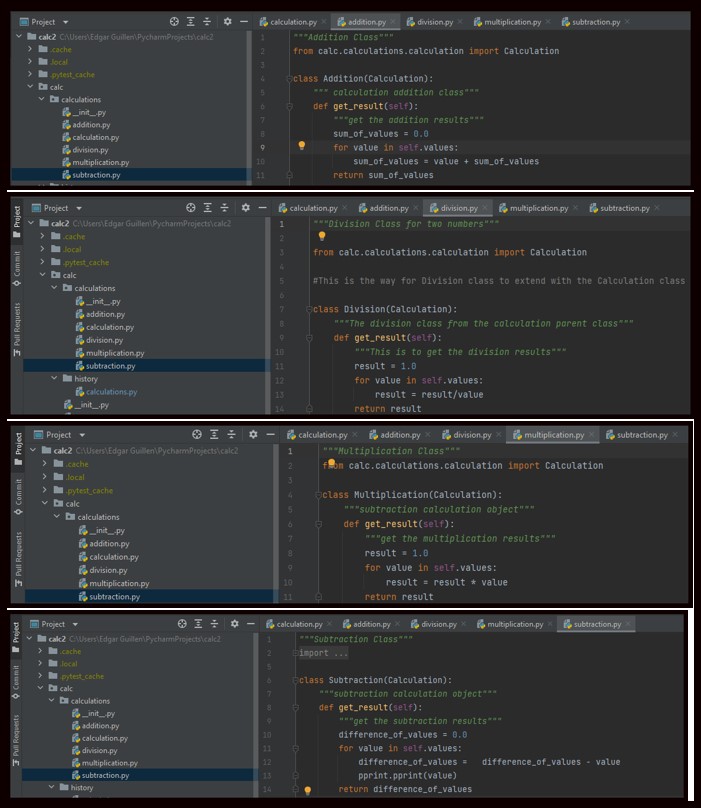 Project
calc2 C:\Users\Edgar Guillen\PycharmProjects\calc2
.cache
.local
.pytest_cache
calc
calculations
__init__.py
addition.py
calculation.py
division.py
multiplication.py
subtraction.py
calculation.py addition.py division.py multiplication.py subtraction.py
1 """Addition Class"""
2 from calc.calculations.calculation import Calculation
3
4 class Addition(Calculation):
5 """ calculation addition class"""
6 def get_result(self):
7 """get the addition results"""
8 sum_of_values = 0.0
9 for value in self.values:
10 sum_of_values = value + sum_of_values
11 return sum_of_values
Project
Commit
Pull Requests
Project
calc2 C:\Users\Edgar Guillen\PycharmProjects\calc2
.cache
.local
.pytest_cache
calc
calculations
__init__.py
addition.py
calculation.py
division.py
multiplication.py
subtraction.py
history
calculations.py
__init__.py
calculation.py addition.py division.py multiplication.py subtraction.py
1 """Division Class for two numbers"""
2
3 from calc.calculations.calculation import Calculation
4
5 #This is the way for Division class to extend with the Calculation class
6
7 class Division(Calculation):
8 """The division class from the calculation parent class"""
9 def get_result(self):
10 """This is to get the division results"""
11 result = 1.0
12 for value in self.values:
13 result = result/value
14 return result
Project
Commit
Pull Requests
Project
calc2 C:\Users\Edgar Guillen\PycharmProjects\calc2
.cache
.local
.pytest_cache
calc
calculations
__init__.py
addition.py
calculation.py
division.py
multiplication.py
subtraction.py
calculation.py addition.py division.py multiplication.py subtraction.py
1 """Multiplication Class"""
2 from calc.calculations.calculation import Calculation
3
4 class Multiplication(Calculation):
5 """subtraction calculation object"""
6 def get_result(self):
7 """get the multiplication results"""
8 result = 1.0
9 for value in self.values:
10 result = result * value
11 return result
Project
Commit
Pull Requests
Project
calc2 C:\Users\Edgar Guillen\PycharmProjects\calc2
.cache
.local
.pytest_cache
calc
calculations
__init__.py
addition.py
calculation.py
division.py
multiplication.py
subtraction.py
history
calculation.py addition.py division.py multiplication.py subtraction.py
1 """Subtraction Class"""
2 import ...
5
6 class Subtraction(Calculation):
7 """subtraction calculation object"""
8 def get_result(self):
9 """get the subtraction results"""
10 difference_of_values = 0.0
11 for value in self.values:
12 difference_of_values = difference_of_values - value
13 pprint.pprint(value)
14 return difference_of_values